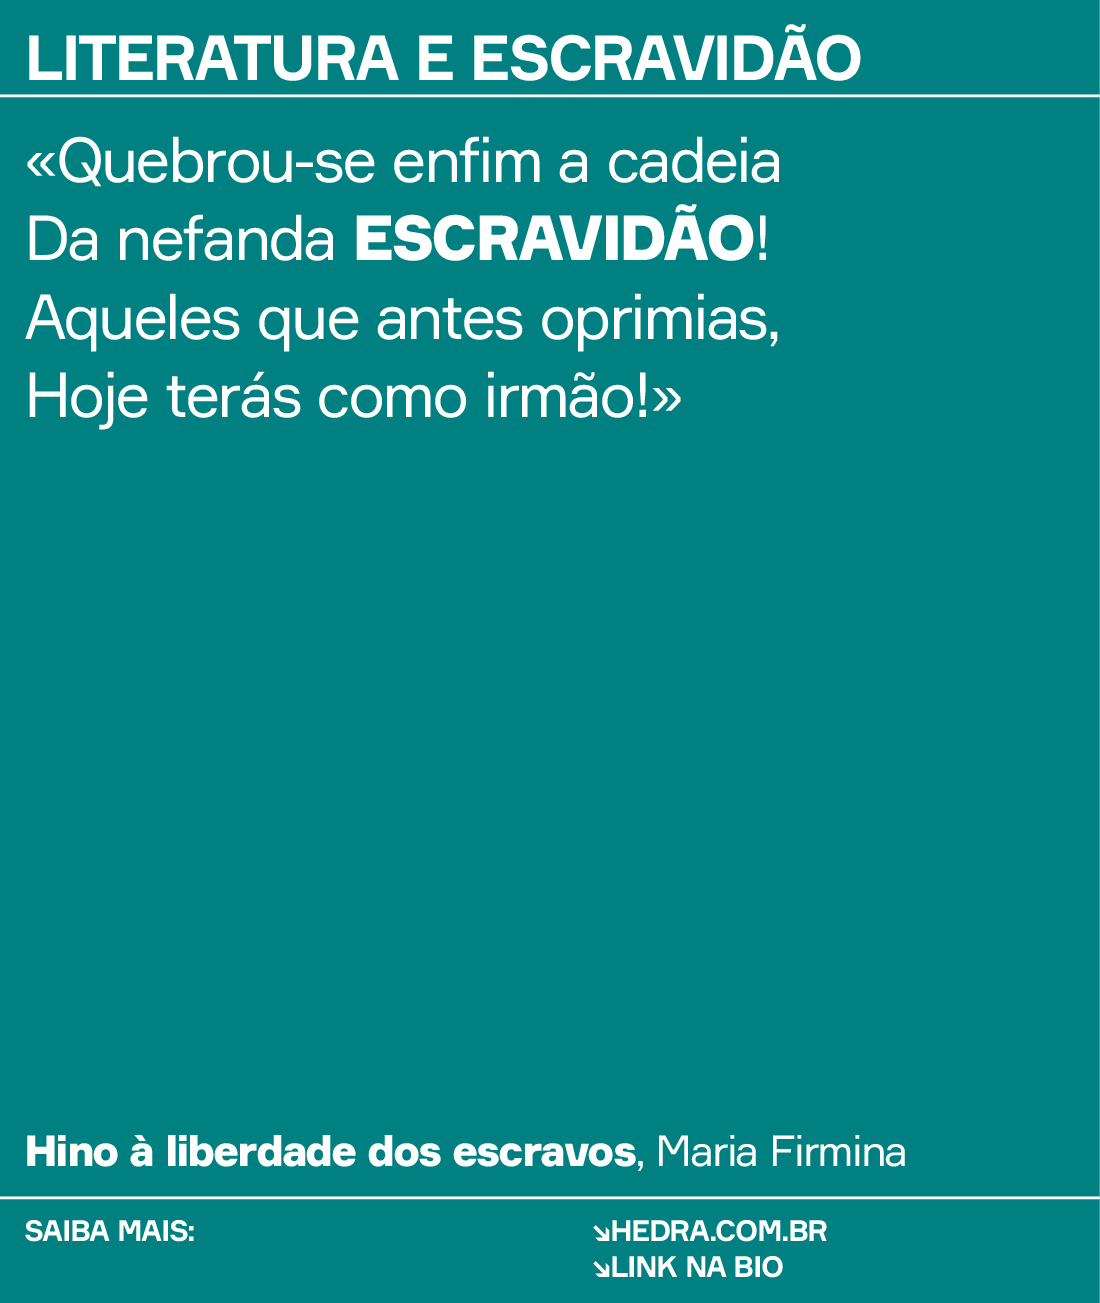 LITERATURA E ESCRAVIDÃO
«Quebrou-se enfim a cadeia
Da nefanda ESCRAVIDÃO!
Aqueles que antes oprimias,
Hoje terás como irmão!»
Hino à liberdade dos escravos, Maria Firmina
SAIBA MAIS:
↘HEDRA.COM.BR
↘LINK NA BIO